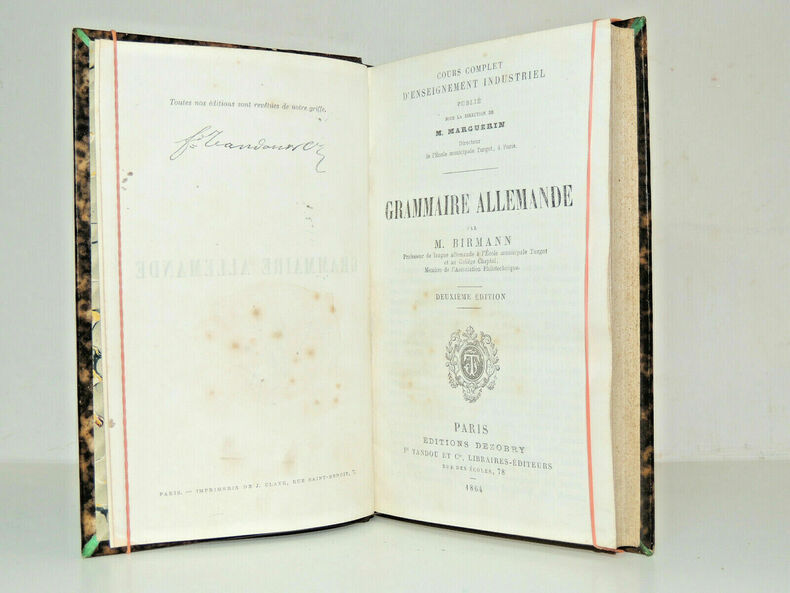 Toutes nos éditions sont revêtues de notre griffe.
PARIS. — IMPRIMERIE DE J. CLAYE, RUE SAINT-BENOIT, 7.
COURS COMPLET
D'ENSEIGNEMENT INDUSTRIEL
PUBLIÉ
SOUS LA DIRECTION DE
M. MARGUERIN
Directeur
de l'École municipale Turgot, à Paris.
GRAMMAIRE ALLEMANDE
PAR
M. BIRMANN
Professeur de langue allemande à l'École municipale Turgot
et au Collége Chaptal,
Membre de l'Association Philotechnique.
DEUXIÈME ÉDITION
PARIS
ÉDITIONS DEZOBRY
Fd TANDOU ET Cie, LIBRAIRES-ÉDITEURS
RUE DES ÉCOLES, 78
1864